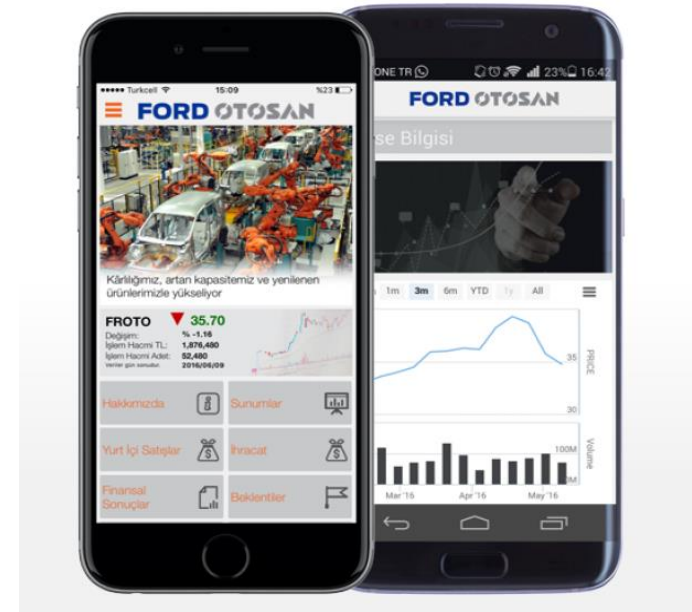 Turkcell 15:09 %23
FORD OTOSAN
Kârlılığımız, artan kapasitemiz ve yenilenen
ürünlerimizle yükseliyor
FROTO 35.70
Değişim: % -1.16
İşlem Hacmi TL: 1,876,480
İşlem Hacmi Adet: 52,480
Veriler gün sonudur. 2016/06/09
Hakkımızda
Sunumlar
Yurt İçi Satışlar
İhracat
Finansal
Sonuçlar
Beklentiler
ONE TR 23% 16:42
FORD OTOSAN
se Bilgisi
1m 3m 6m YTD 1y All
35
PRICE
30
100M
Volume
Mar '16 Apr '16 May '16